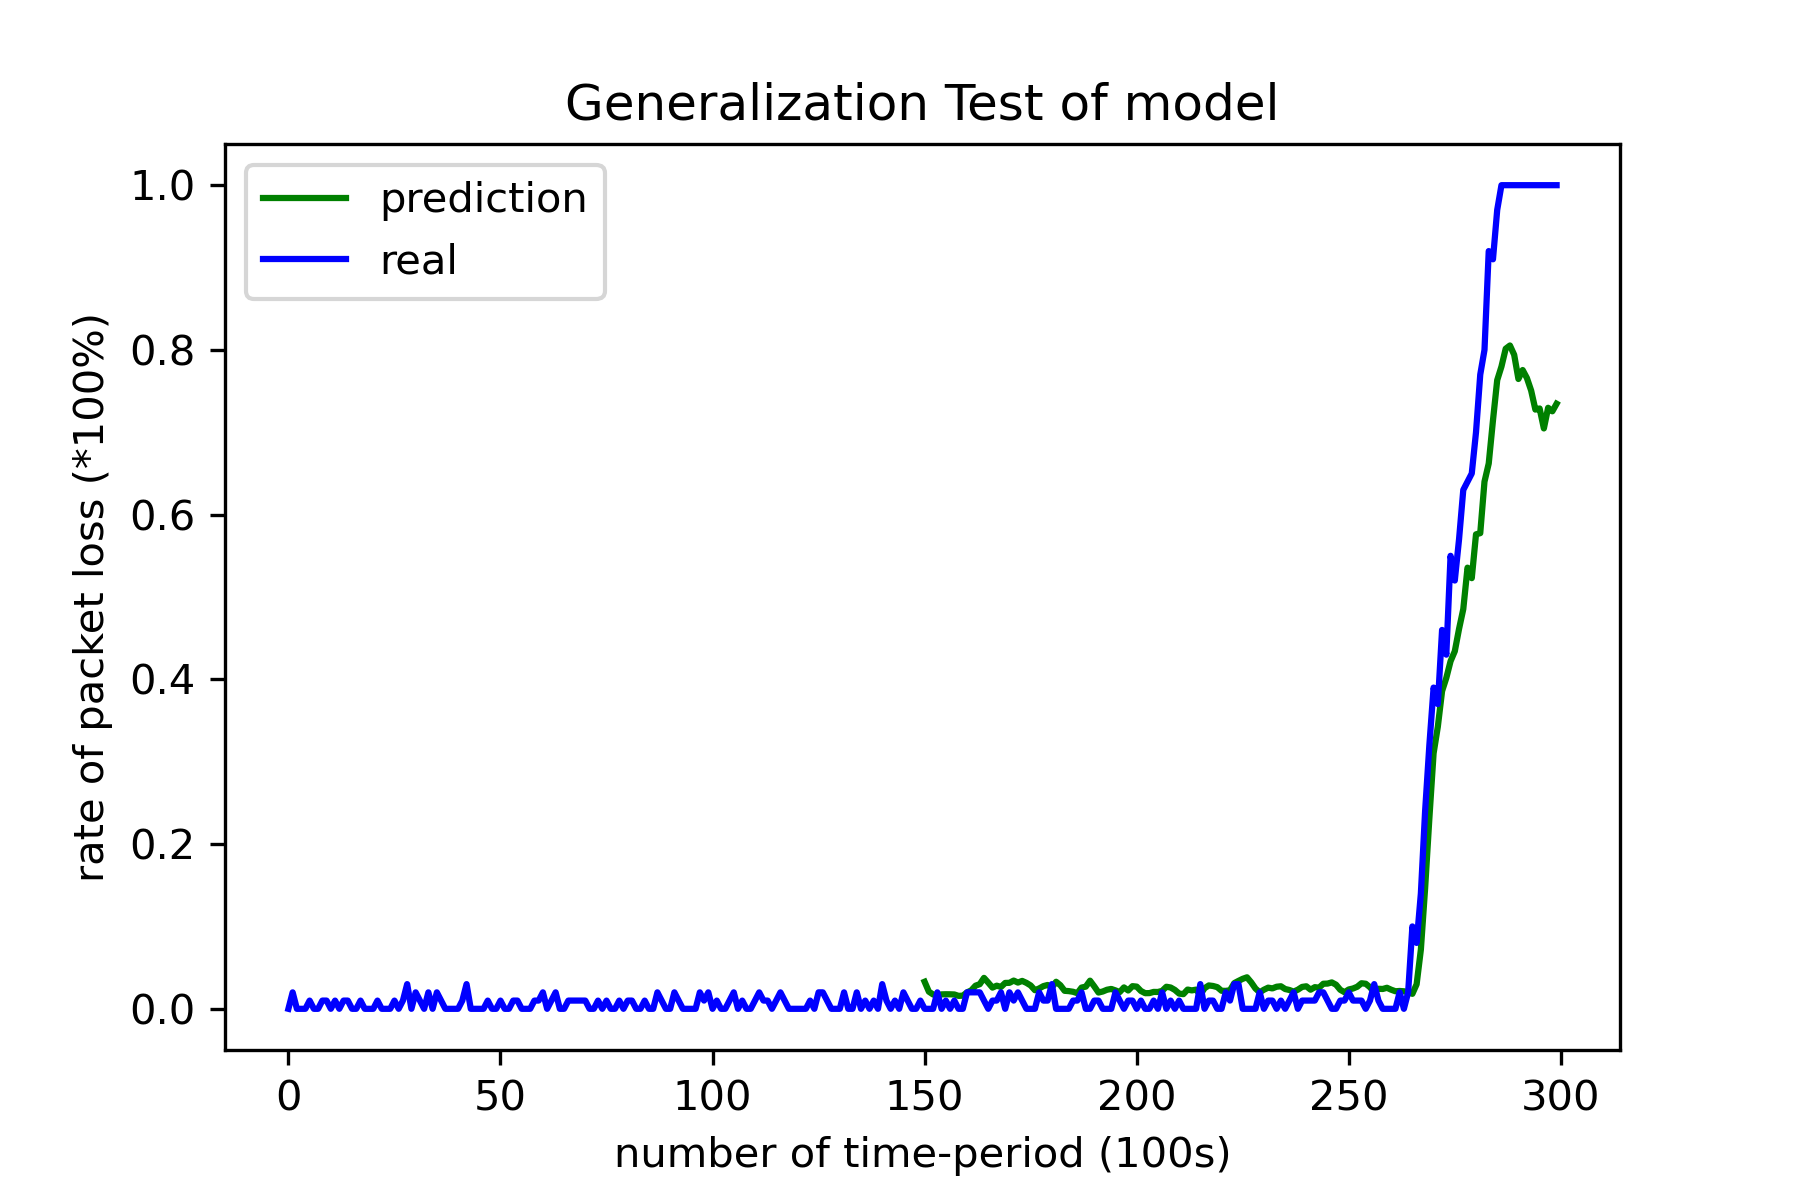 Generalization Test of model
prediction
real
1.0
0.8
0.6
0.4
0.2
0.0
rate of packet loss (*100%)
0 50 100 150 200 250 300
number of time-period (100s)